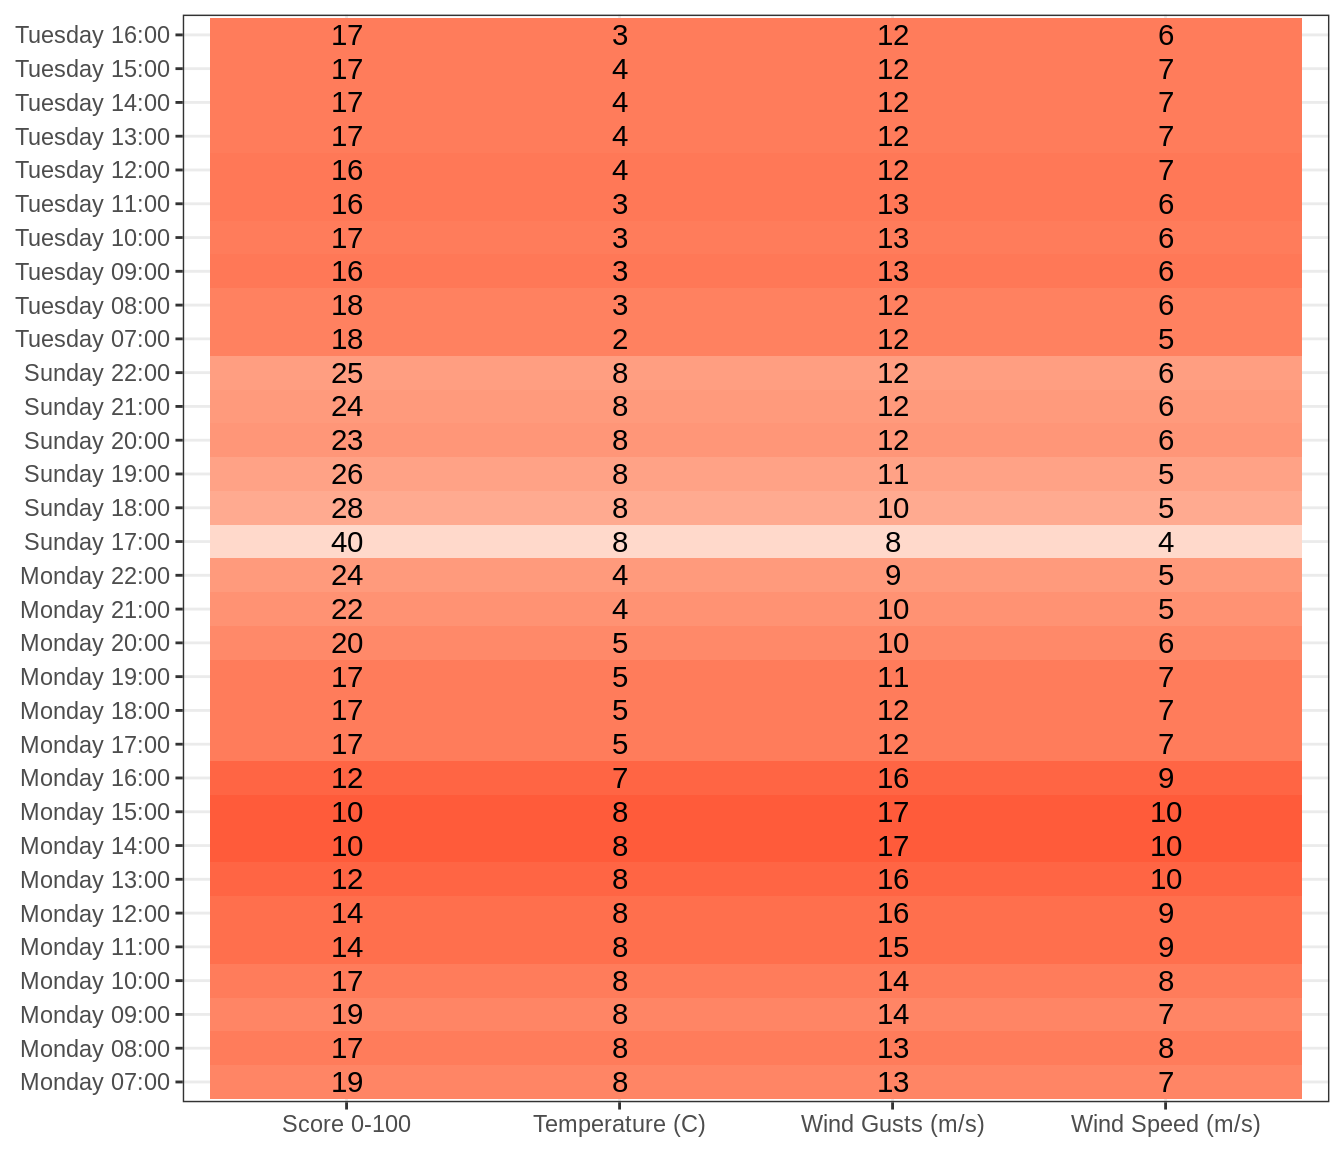 Tuesday 16:00 17 3 12 6
Tuesday 15:00 17 4 12 7
Tuesday 14:00 17 4 12 7
Tuesday 13:00 17 4 12 7
Tuesday 12:00 16 4 12 7
Tuesday 11:00 16 3 13 6
Tuesday 10:00 17 3 13 6
Tuesday 09:00 16 3 13 6
Tuesday 08:00 18 3 12 6
Tuesday 07:00 18 2 12 5
Sunday 22:00 25 8 12 6
Sunday 21:00 24 8 12 6
Sunday 20:00 23 8 12 6
Sunday 19:00 26 8 11 5
Sunday 18:00 28 8 10 5
Sunday 17:00 40 8 8 4
Monday 22:00 24 4 9 5
Monday 21:00 22 4 10 5
Monday 20:00 20 5 10 6
Monday 19:00 17 5 11 7
Monday 18:00 17 5 12 7
Monday 17:00 17 5 12 7
Monday 16:00 12 7 16 9
Monday 15:00 10 8 17 10
Monday 14:00 10 8 17 10
Monday 13:00 12 8 16 10
Monday 12:00 14 8 16 9
Monday 11:00 14 8 15 9
Monday 10:00 17 8 14 8
Monday 09:00 19 8 14 7
Monday 08:00 17 8 13 8
Monday 07:00 19 8 13 7
Score 0-100 Temperature (C) Wind Gusts (m/s) Wind Speed (m/s)